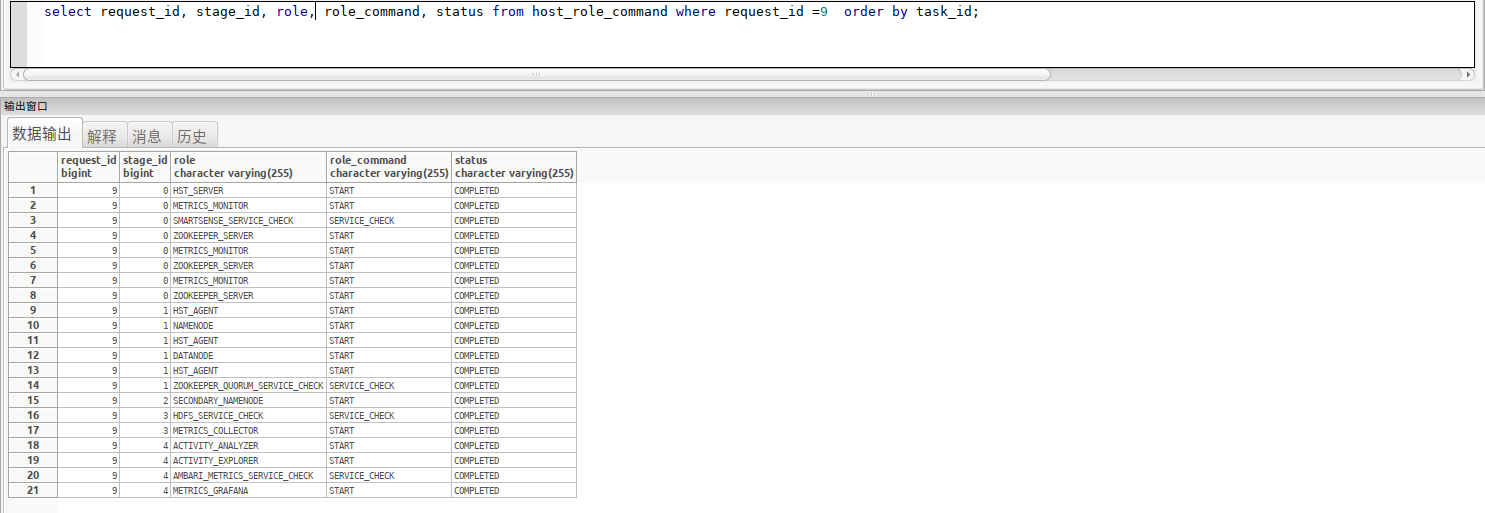 select request_id, stage_id, role, role_command, status from host_role_command where request_id =9  order by task_id;
输出窗口
数据输出 解释 消息 历史
request_id stage_id role role_command status
bigint bigint character varying(255) character varying(255) character varying(255)
1 9 0 HST_SERVER START COMPLETED
2 9 0 METRICS_MONITOR START COMPLETED
3 9 0 SMARTSENSE_SERVICE_CHECK SERVICE_CHECK COMPLETED
4 9 0 ZOOKEEPER_SERVER START COMPLETED
5 9 0 METRICS_MONITOR START COMPLETED
6 9 0 ZOOKEEPER_SERVER START COMPLETED
7 9 0 METRICS_MONITOR START COMPLETED
8 9 0 ZOOKEEPER_SERVER START COMPLETED
9 9 1 HST_AGENT START COMPLETED
10 9 1 NAMENODE START COMPLETED
11 9 1 HST_AGENT START COMPLETED
12 9 1 DATANODE START COMPLETED
13 9 1 HST_AGENT START COMPLETED
14 9 1 ZOOKEEPER_QUORUM_SERVICE_CHECK SERVICE_CHECK COMPLETED
15 9 2 SECONDARY_NAMENODE START COMPLETED
16 9 3 HDFS_SERVICE_CHECK SERVICE_CHECK COMPLETED
17 9 3 METRICS_COLLECTOR START COMPLETED
18 9 4 ACTIVITY_ANALYZER START COMPLETED
19 9 4 ACTIVITY_EXPLORER START COMPLETED
20 9 4 AMBARI_METRICS_SERVICE_CHECK SERVICE_CHECK COMPLETED
21 9 4 METRICS_GRAFANA START COMPLETED